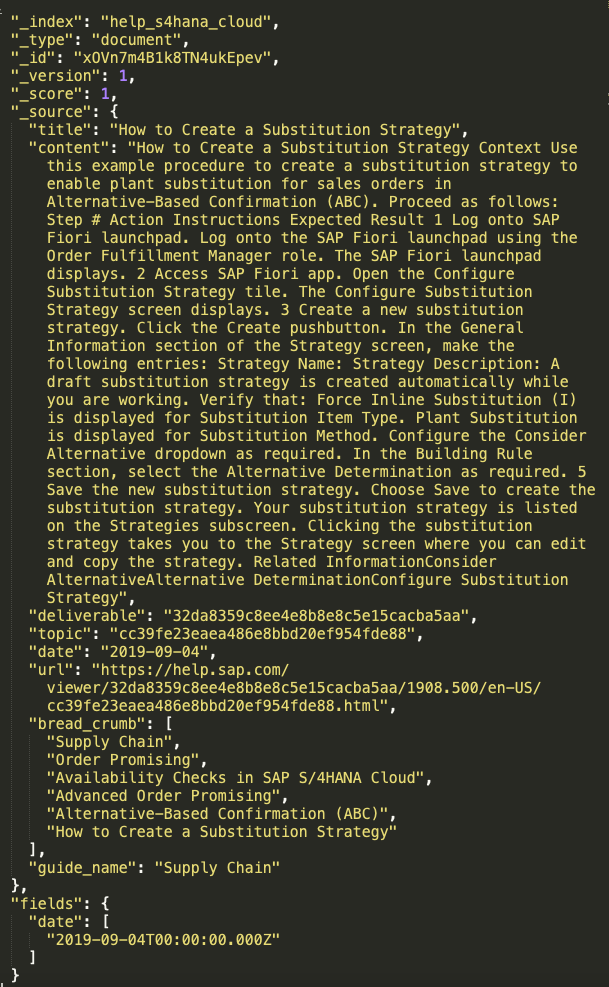 "_index": "help_s4hana_cloud",
"_type": "document",
"_id": "xOVn7m4B1k8TN4ukEpev",
"_version": 1,
"_score": 1,
"_source": {
"title": "How to Create a Substitution Strategy",
"content": "How to Create a Substitution Strategy Context Use
this example procedure to create a substitution strategy to
enable plant substitution for sales orders in
Alternative-Based Confirmation (ABC). Proceed as follows:
Step # Action Instructions Expected Result 1 Log onto SAP
Fiori launchpad. Log onto the SAP Fiori launchpad using the
Order Fulfillment Manager role. The SAP Fiori launchpad
displays. 2 Access SAP Fiori app. Open the Configure
Substitution Strategy tile. The Configure Substitution
Strategy screen displays. 3 Create a new substitution
strategy. Click the Create pushbutton. In the General
Information section of the Strategy screen, make the
following entries: Strategy Name: Strategy Description: A
draft substitution strategy is created automatically while
you are working. Verify that: Force Inline Substitution (I)
is displayed for Substitution Item Type. Plant Substitution
is displayed for Substitution Method. Configure the Consider
Alternative dropdown as required. In the Building Rule
section, select the Alternative Determination as required. 5
Save the new substitution strategy. Choose Save to create the
substitution strategy. Your substitution strategy is listed
on the Strategies subscreen. Clicking the substitution
strategy takes you to the Strategy screen where you can edit
and copy the strategy. Related InformationConsider
AlternativeAlternative DeterminationConfigure Substitution
Strategy",
"deliverable": "32da8359c8ee4e8b8e8c5e15cacba5aa",
"topic": "cc39fe23eaea486e8bbd20ef954fde88",
"date": "2019-09-04",
"url": "https://help.sap.com/
viewer/32da8359c8ee4e8b8e8c5e15cacba5aa/1908.500/en-US/
cc39fe23eaea486e8bbd20ef954fde88.html",
"bread_crumb": [
"Supply Chain",
"Order Promising",
"Availability Checks in SAP S/4HANA Cloud",
"Advanced Order Promising",
"Alternative-Based Confirmation (ABC)",
"How to Create a Substitution Strategy"
],
"guide_name": "Supply Chain"
},
"fields": {
"date": [
"2019-09-04T00:00:00.000Z"
]
}